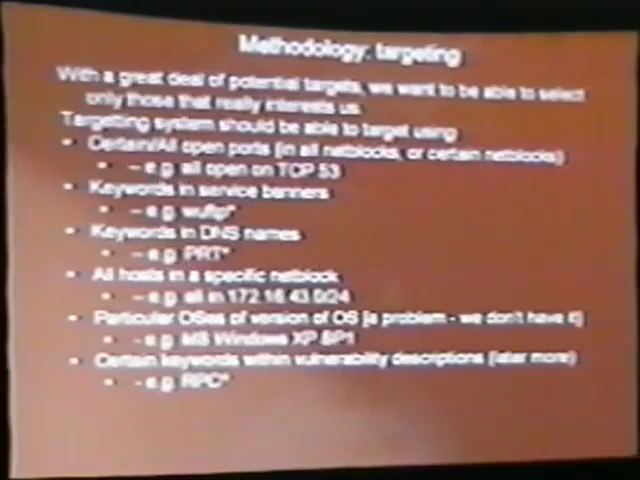 Methodology: targeting
With a great deal of potential targets, we want to be able to select
only those that really interests us.
Targetting system should be able to target using:
• Certain/All open ports (in all netblocks, or certain netblocks)
• – e.g. all open on TCP 53
• Keywords in service banners
• – e.g. wuftp*
• Keywords in DNS names
• – e.g. PRT*
• All hosts in a specific netblock
• – e.g. all in 172.16.43.0/24
• Particular OSes of version of OS [a problem - we don't have it]
• - e.g. MS Windows XP SP1
• Certain keywords within vulnerability descriptions (later more)
• - e.g. RPC*